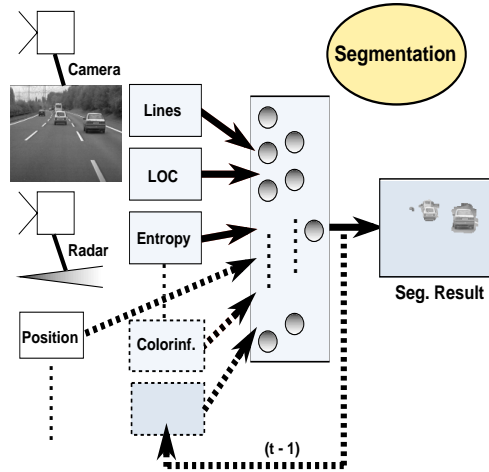 Segmentation
Camera
Lines
LOC
Entropy
Radar
Seg. Result
Position
Colorinf.
(t - 1)